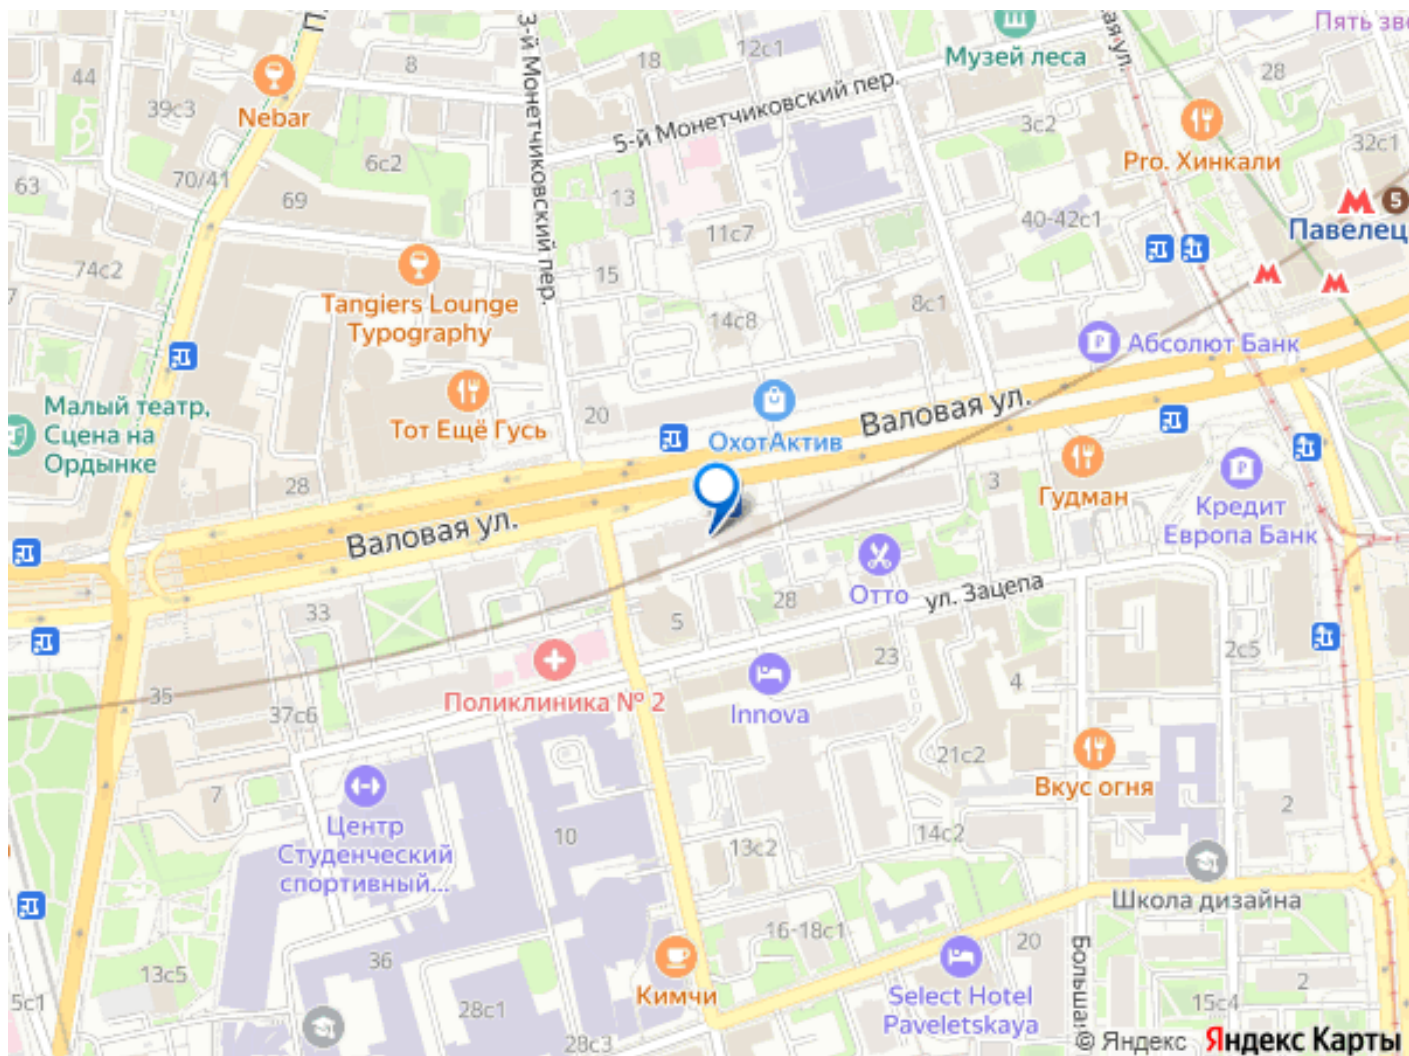 Музей леса
Пять зве
12с1
18
8
44
39с3
Nebar
3-й Монетчиковский пер.
5-й Монетчиковский пер.
28
3с2
Pro. Хинкали
32с1
6с2
70/41
63
69
13
40-42с1
5
Павелец
11с7
74с2
15
Tangiers Lounge
Typography
14с8
8с1
Абсолют Банк
Малый театр,
Сцена на
Ордынке
Тот Ещё Гусь
20
ОхотАктив
Валовая ул.
28
Валовая ул.
3
Гудман
Кредит
Европа Банк
Отто
ул. Зацепа
33
28
5
23
2с5
Поликлиника № 2
35
37с6
Innova
4
21с2
Вкус огня
7
2
Центр
Студенческий
спортивный...
10
13с2
14с2
Школа дизайна
16-18с1
20
36
13с5
5с1
Кимчи
28с1
28с3
Select Hotel
Paveletskaya
15с4
2
© Яндекс Яндекс Карты